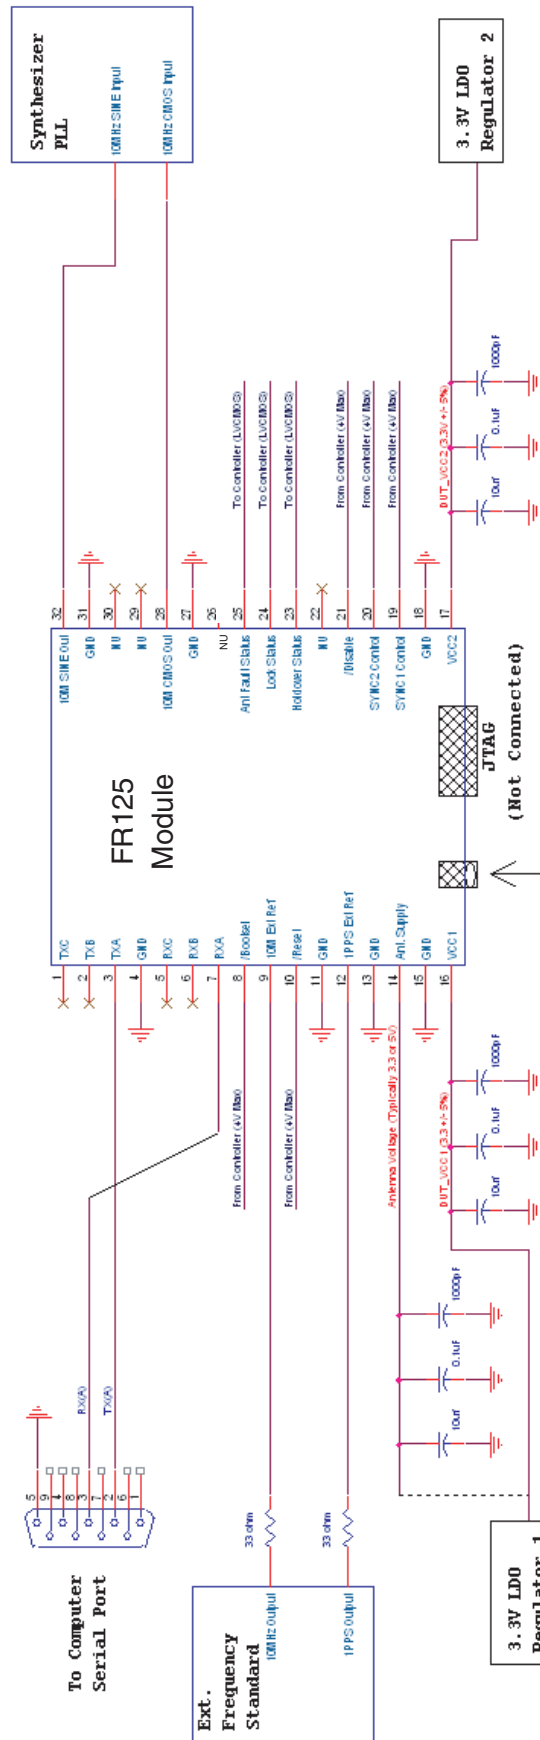 To Computer
Serial Port
5
9
4
8
3
7
2
6
1
RX(A)
TX(A)
Ext.
Frequency
Standard
10MHz Output
1PPS Output
33 ohm
33 ohm
3.3V LDO
Regulator 1
10uf
0.1uF
1000pF
From Controller (4V Max)
From Controller (4V Max)
Antenna Voltage (Typically 3.3 or 5V)
DUT_VCC1 (3.3 +/- 5%)
10uf
0.1uF
1000pF
FR125
Module
1 TXC
2 TXB
3 TXA
4 GND
5 RXC
6 RXB
7 RXA
8 /Bootsel
9 10M Ext Ref
10 /Reset
11 GND
12 1PPS Ext Ref
13 GND
14 Ant. Supply
15 GND
16 VCC1
10M SINE Out 32
GND 31
NU 30
NU 29
10M CMOS Out 28
GND 27
NU 26
Ant Fault Status 25
Lock Status 24
Holdover Status 23
NU 22
/Disable 21
SYNC2 Control 20
SYNC1 Control 19
GND 18
VCC2 17
JTAG
(Not Connected)
To Controller (LVCMOS)
To Controller (LVCMOS)
To Controller (LVCMOS)
From Controller (4V Max)
From Controller (4V Max)
From Controller (4V Max)
DUT_VCC2 (3.3V +/- 5%)
10uf
0.1uF
1000pF
Synthesizer
PLL
10MHz SINE Input
10MHz CMOS Input
3.3V LDO
Regulator 2